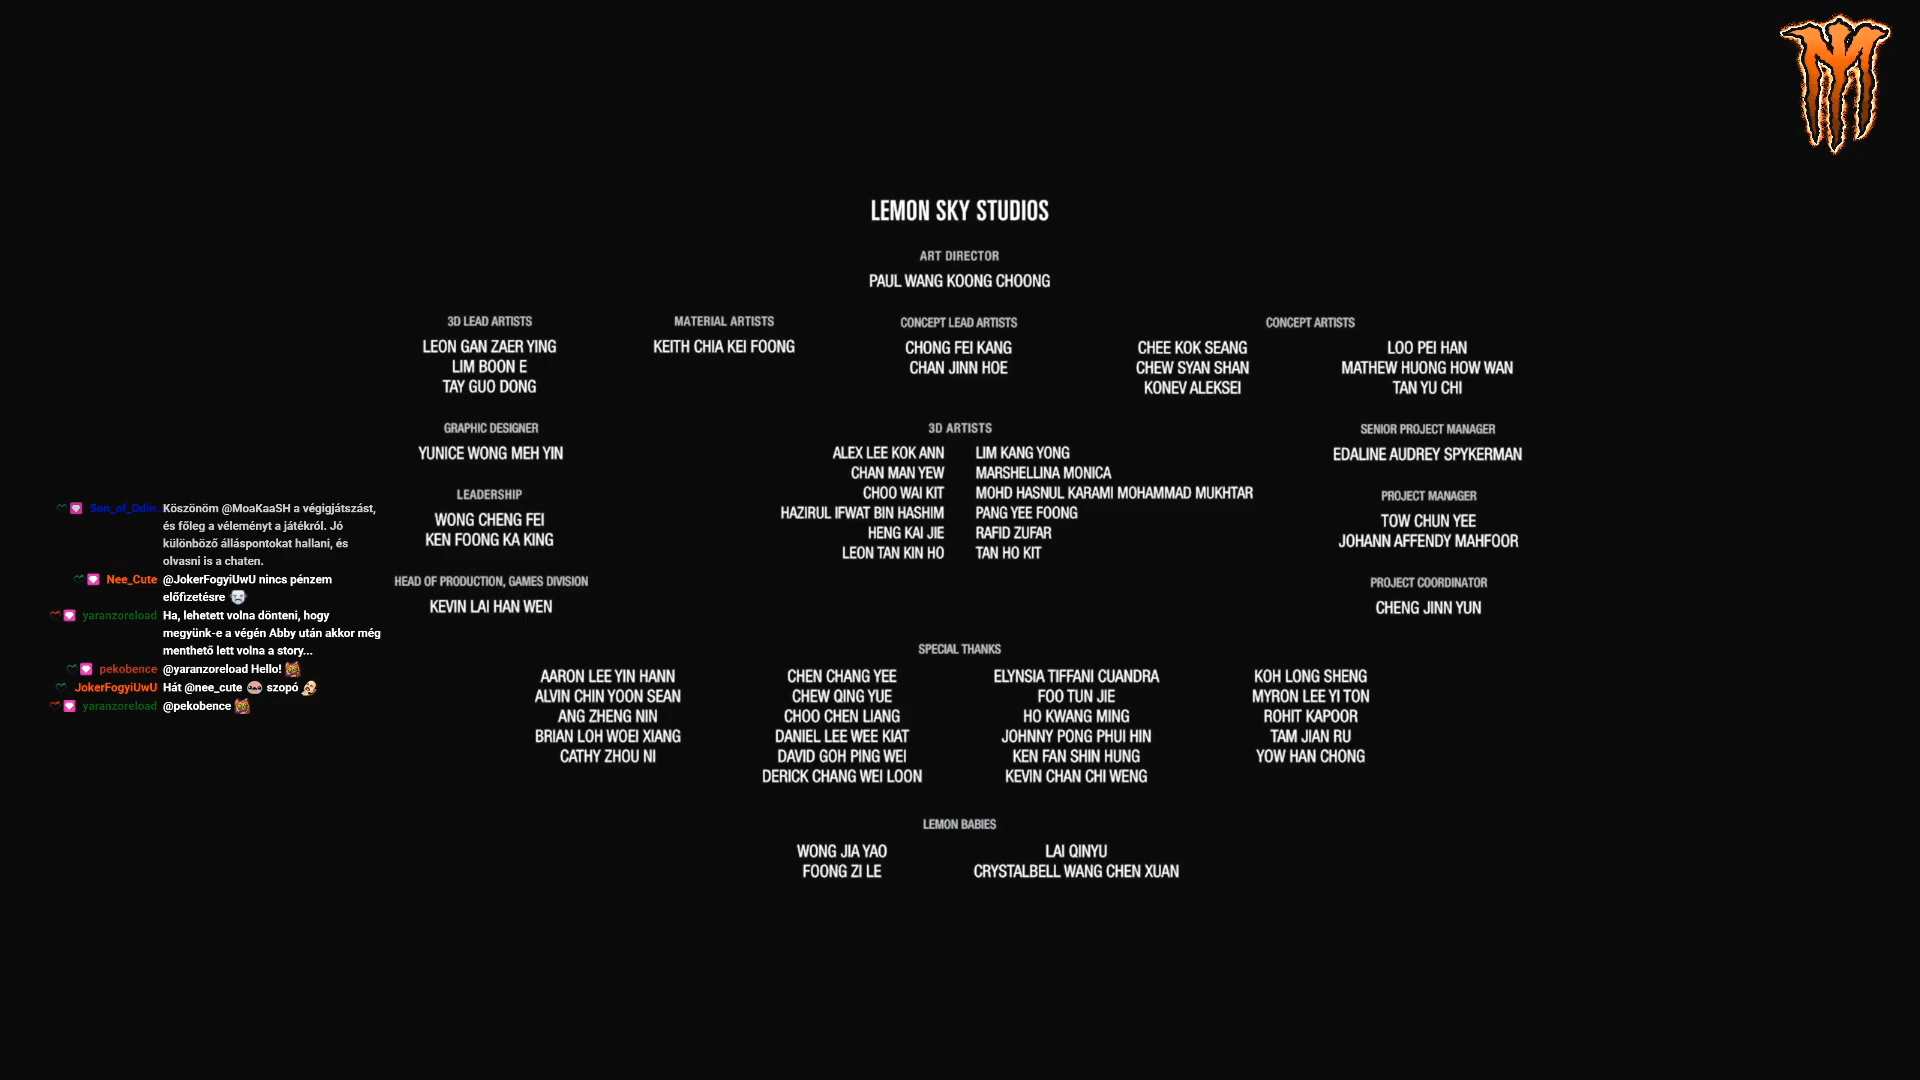 LEMON SKY STUDIOS
ART DIRECTOR
PAUL WANG KOONG CHOONG
3D LEAD ARTISTS
LEON GAN ZAER YING
LIM BOON E
TAY GUO DONG
MATERIAL ARTISTS
KEITH CHIA KEI FOONG
CONCEPT LEAD ARTISTS
CHONG FEI KANG
CHAN JINN HOE
CONCEPT ARTISTS
CHEE KOK SEANG
CHEW SYAN SHAN
KONEV ALEKSEI
LOO PEI HAN
MATHEW HUONG HOW WAN
TAN YU CHI
GRAPHIC DESIGNER
YUNICE WONG MEH YIN
LEADERSHIP
WONG CHENG FEI
KEN FOONG KA KING
HEAD OF PRODUCTION, GAMES DIVISION
KEVIN LAI HAN WEN
3D ARTISTS
ALEX LEE KOK ANN
CHAN MAN YEW
CHOO WAI KIT
HAZIRUL IFWAT BIN HASHIM
HENG KAI JIE
LEON TAN KIN HO
LIM KANG YONG
MARSHELLINA MONICA
MOHD HASNUL KARAMI MOHAMMAD MUKHTAR
PANG YEE FOONG
RAFID ZUFAR
TAN HO KIT
SENIOR PROJECT MANAGER
EDALINE AUDREY SPYKERMAN
PROJECT MANAGER
TOW CHUN YEE
JOHANN AFFENDY MAHFOOR
PROJECT COORDINATOR
CHENG JINN YUN
SPECIAL THANKS
AARON LEE YIN HANN
ALVIN CHIN YOON SEAN
ANG ZHENG NIN
BRIAN LOH WOEI XIANG
CATHY ZHOU NI
CHEN CHANG YEE
CHEW QING YUE
CHOO CHEN LIANG
DANIEL LEE WEE KIAT
DAVID GOH PING WEI
DERICK CHANG WEI LOON
ELYNSIA TIFFANI CUANDRA
FOO TUN JIE
HO KWANG MING
JOHNNY PONG PHUI HIN
KEN FAN SHIN HUNG
KEVIN CHAN CHI WENG
KOH LONG SHENG
MYRON LEE YI TON
ROHIT KAPOOR
TAM JIAN RU
YOW HAN CHONG
LEMON BABIES
WONG JIA YAO
FOONG ZI LE
LAI QINYU
CRYSTALBELL WANG CHEN XUAN
Son_of_Odin.. Köszönöm @MoaKaaSH a végigjátszást,
és főleg a véleményt a játékról. Jó
különböző álláspontokat hallani, és
olvasni is a chaten.
Nee_Cute @JokerFogyiUwU nincs pénzem
előfizetésre
yaranzoreload Ha, lehetett volna dönteni, hogy
megyünk-e a végén Abby után akkor még
menthető lett volna a story...
pekobence @yaranzoreload Hello!
JokerFogyiUwU Hát @nee_cute szopó
yaranzoreload @pekobence